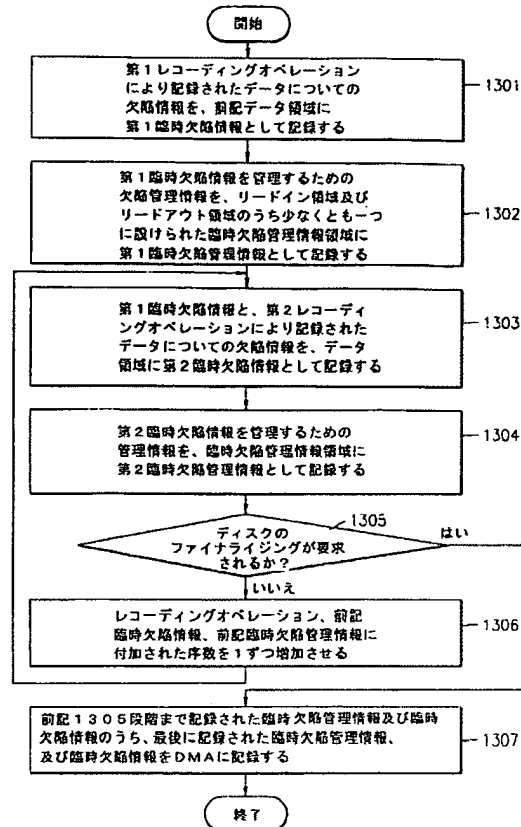 開始
第1レコーディングオペレーション
により記録されたデータについての
欠陥情報を、前記データ領域に
第1臨時欠陥情報として記録する
1301
第1臨時欠陥情報を管理するための
欠陥管理情報を、リードイン領域及び
リードアウト領域のうち少なくとも一つ
に設けられた臨時欠陥管理情報領域に
第1臨時欠陥管理情報として記録する
1302
第1臨時欠陥情報と、第2レコーディ
ングオペレーションにより記録された
データについての欠陥情報を、データ
領域に第2臨時欠陥情報として記録する
1303
第2臨時欠陥情報を管理するための
管理情報を、臨時欠陥管理情報領域に
第2臨時欠陥管理情報として記録する
1304
1305
ディスクの
ファイナライジングが要求
されるか?
はい
いいえ
レコーディングオペレーション、前記
臨時欠陥情報、前記臨時欠陥管理情報に
付加された序数を1ずつ増加させる
1306
前記1305段階まで記録された臨時欠陥管理情報及び臨時
欠陥情報のうち、最後に記録された臨時欠陥管理情報、
及び臨時欠陥情報をDMAに記録する
1307
終了